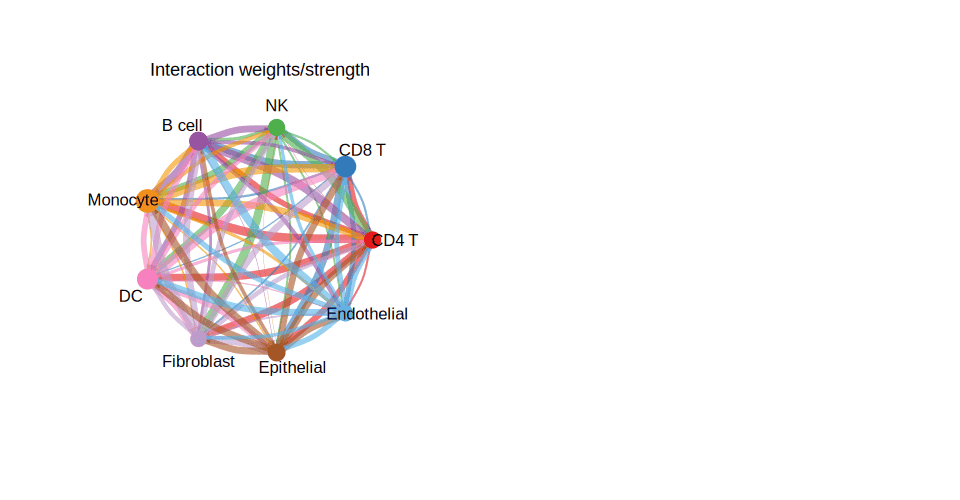 Interaction weights/strength
NK
B cell
CD8 T
Monocyte
CD4 T
DC
Endothelial
Fibroblast
Epithelial